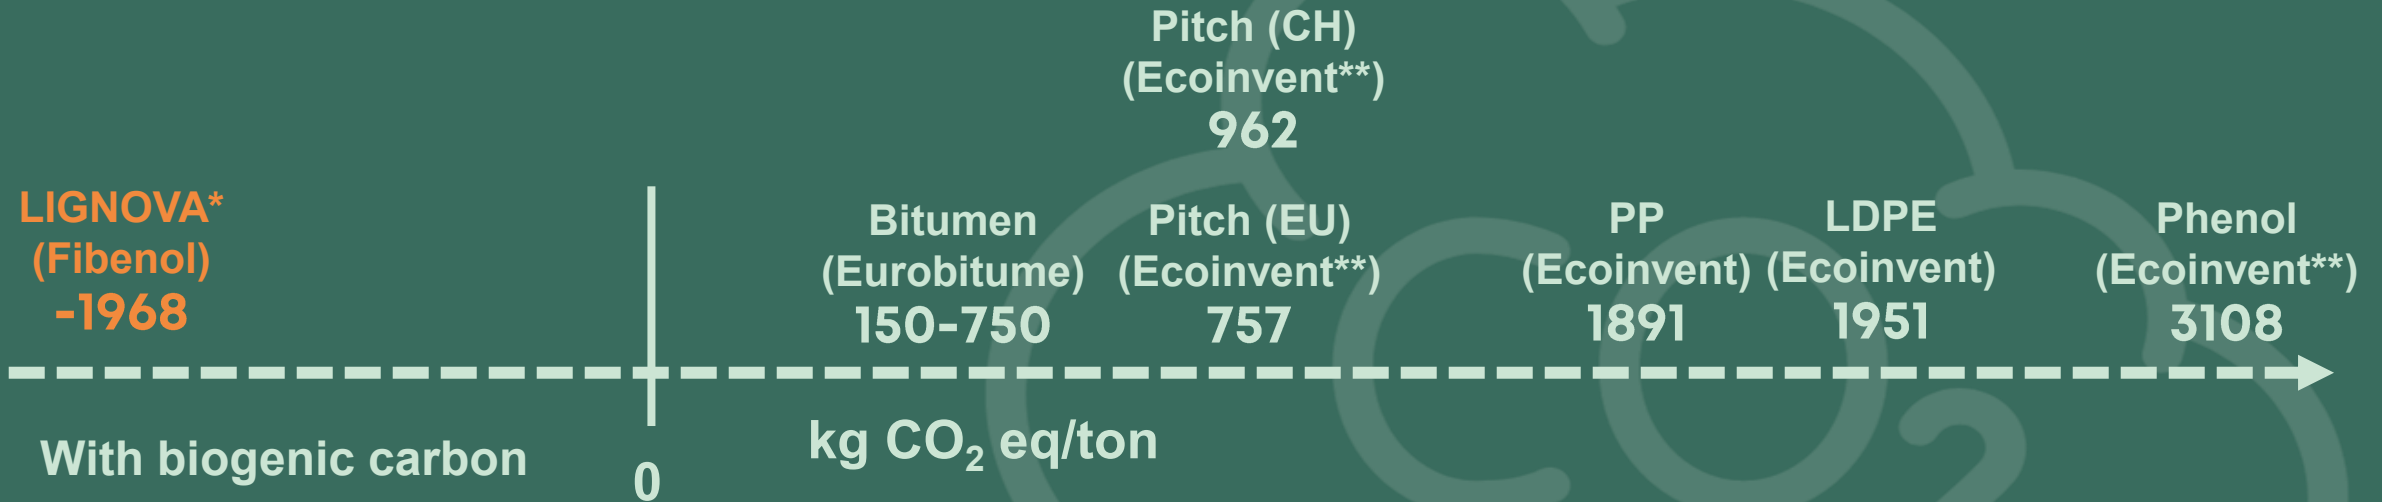 Pitch (CH)
(Ecoinvent**)
962
LIGNOVA*
(Fibenol)
-1968
Bitumen
(Eurobitume)
150-750
Pitch (EU)
(Ecoinvent**)
757
PP
(Ecoinvent)
1891
LDPE
(Ecoinvent)
1951
Phenol
(Ecoinvent**)
3108
With biogenic carbon
0
kg CO₂ eq/ton
CO2